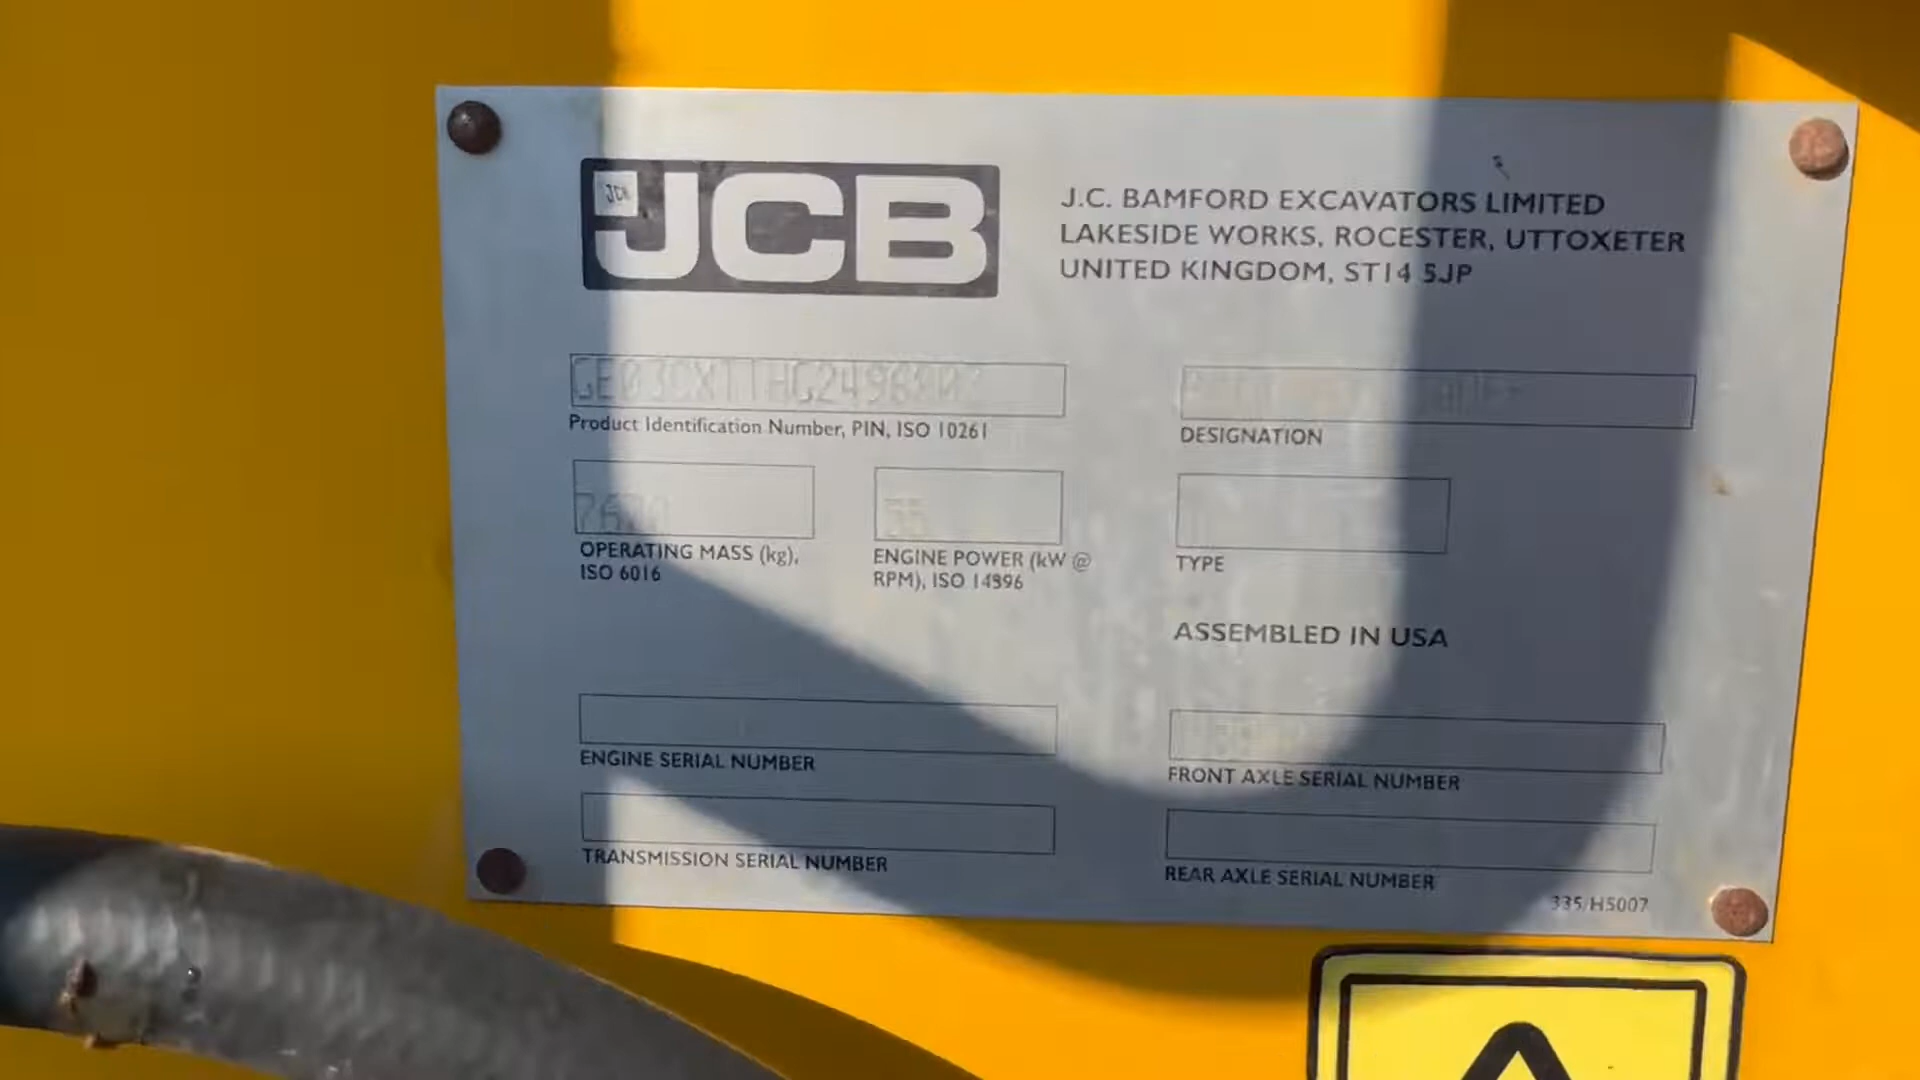 JCB
J.C. BAMFORD EXCAVATORS LIMITED
LAKESIDE WORKS, ROCESTER, UTTOXETER
UNITED KINGDOM, ST14 5JP
Product Identification Number, PIN, ISO 10261
DESIGNATION
55
OPERATING MASS (kg),
ISO 6016
ENGINE POWER (kW @
RPM), ISO 14396
TYPE
ASSEMBLED IN USA
ENGINE SERIAL NUMBER
FRONT AXLE SERIAL NUMBER
TRANSMISSION SERIAL NUMBER
REAR AXLE SERIAL NUMBER
335/H5007